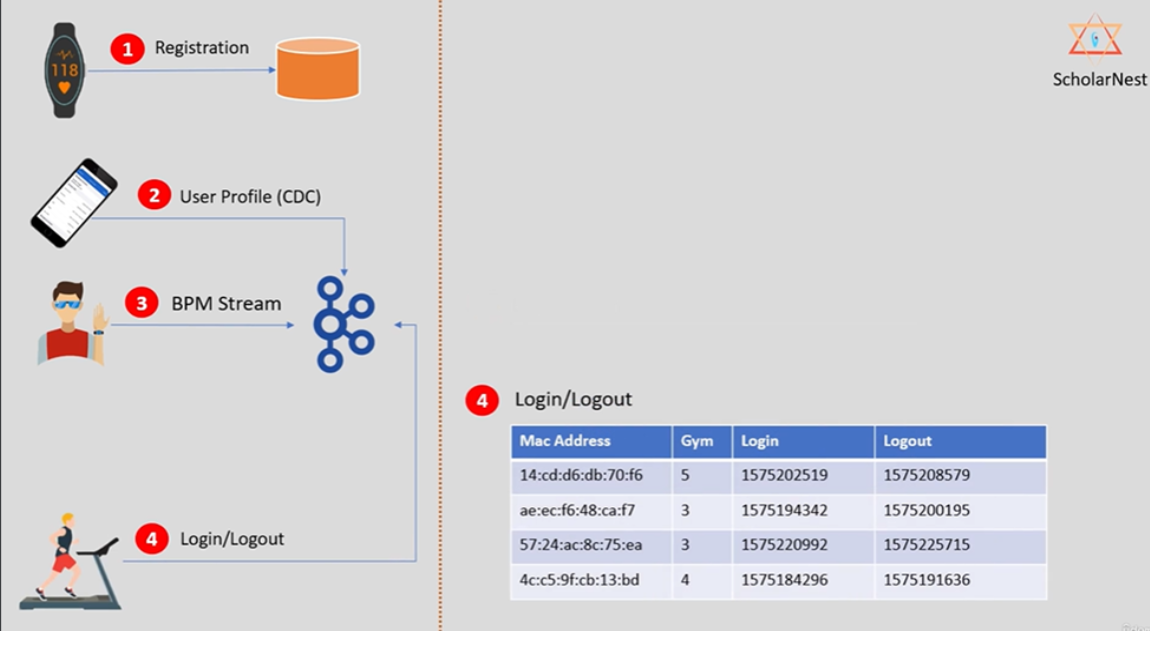 1 Registration
118
ScholarNest
2 User Profile (CDC)
3 BPM Stream
4 Login/Logout
4 Login/Logout
Mac Address Gym Login Logout
14:cd:d6:db:70:f6 5 1575202519 1575208579
ae:ec:f6:48:ca:f7 3 1575194342 1575200195
57:24:ac:8c:75:ea 3 1575220992 1575225715
4c:c5:9f:cb:13:bd 4 1575184296 1575191636